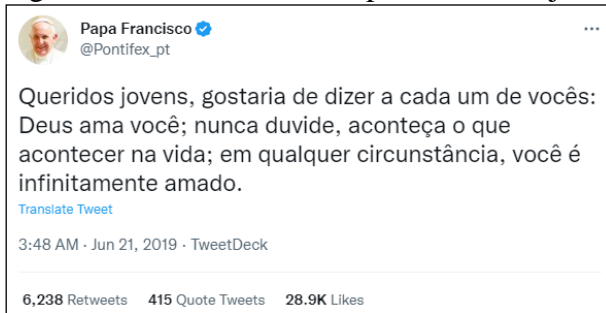 Papa Francisco
@Pontifex_pt
Queridos jovens, gostaria de dizer a cada um de vocês:
Deus ama você; nunca duvide, aconteça o que
acontecer na vida; em qualquer circunstância, você é
infinitamente amado.
Translate Tweet
3:48 AM · Jun 21, 2019 · TweetDeck
6,238 Retweets 415 Quote Tweets 28.9K Likes